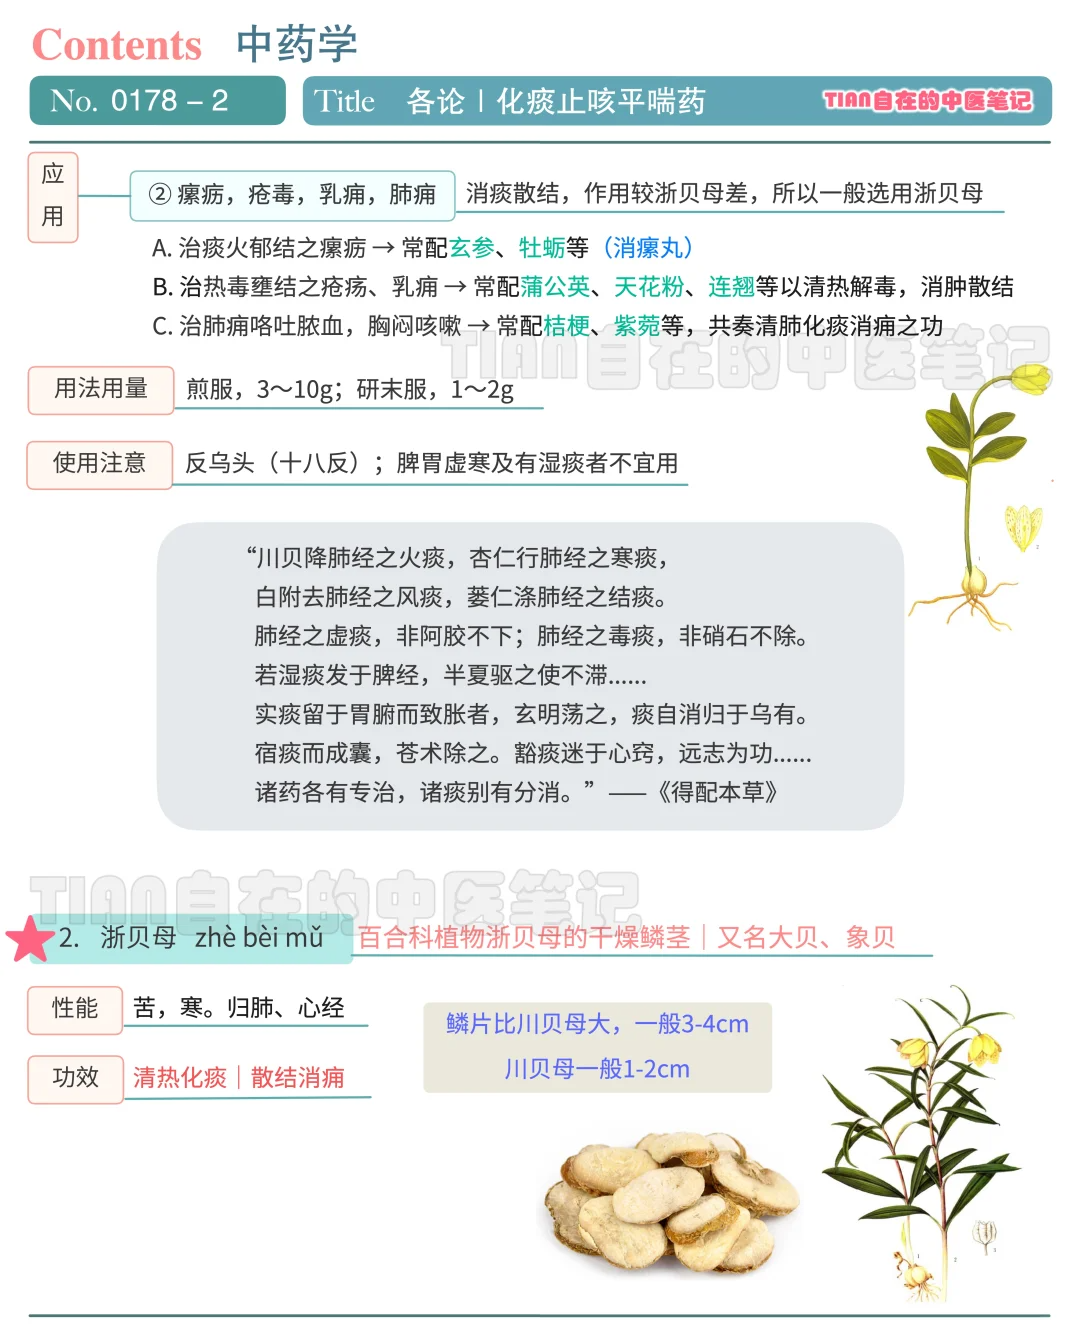 Contents 中药学
No. 0178 – 2
Title 各论｜化痰止咳平喘药
TIAN自在的中医笔记
应用
② 瘰疬，疮毒，乳痈，肺痈 消痰散结，作用较浙贝母差，所以一般选用浙贝母
A. 治痰火郁结之瘰疬 → 常配玄参、牡蛎等（消瘰丸）
B. 治热毒壅结之疮疡、乳痈 → 常配蒲公英、天花粉、连翘等以清热解毒，消肿散结
C. 治肺痈咯吐脓血，胸闷咳嗽 → 常配桔梗、紫菀等，共奏清肺化痰消痈之功
TIAN自在的中医笔记
用法用量 煎服，3～10g；研末服，1～2g
使用注意 反乌头（十八反）；脾胃虚寒及有湿痰者不宜用
“川贝降肺经之火痰，杏仁行肺经之寒痰，
白附去肺经之风痰，蒌仁涤肺经之结痰。
肺经之虚痰，非阿胶不下；肺经之毒痰，非硝石不除。
若湿痰发于脾经，半夏驱之使不滞......
实痰留于胃腑而致胀者，玄明荡之，痰自消归于乌有。
宿痰而成囊，苍术除之。豁痰迷于心窍，远志为功......
诸药各有专治，诸痰别有分消。”——《得配本草》
TIAN自在的中医笔记
2. 浙贝母 zhè bèi mǔ 百合科植物浙贝母的干燥鳞茎｜又名大贝、象贝
性能 苦，寒。归肺、心经
功效 清热化痰｜散结消痈
鳞片比川贝母大，一般3-4cm
川贝母一般1-2cm